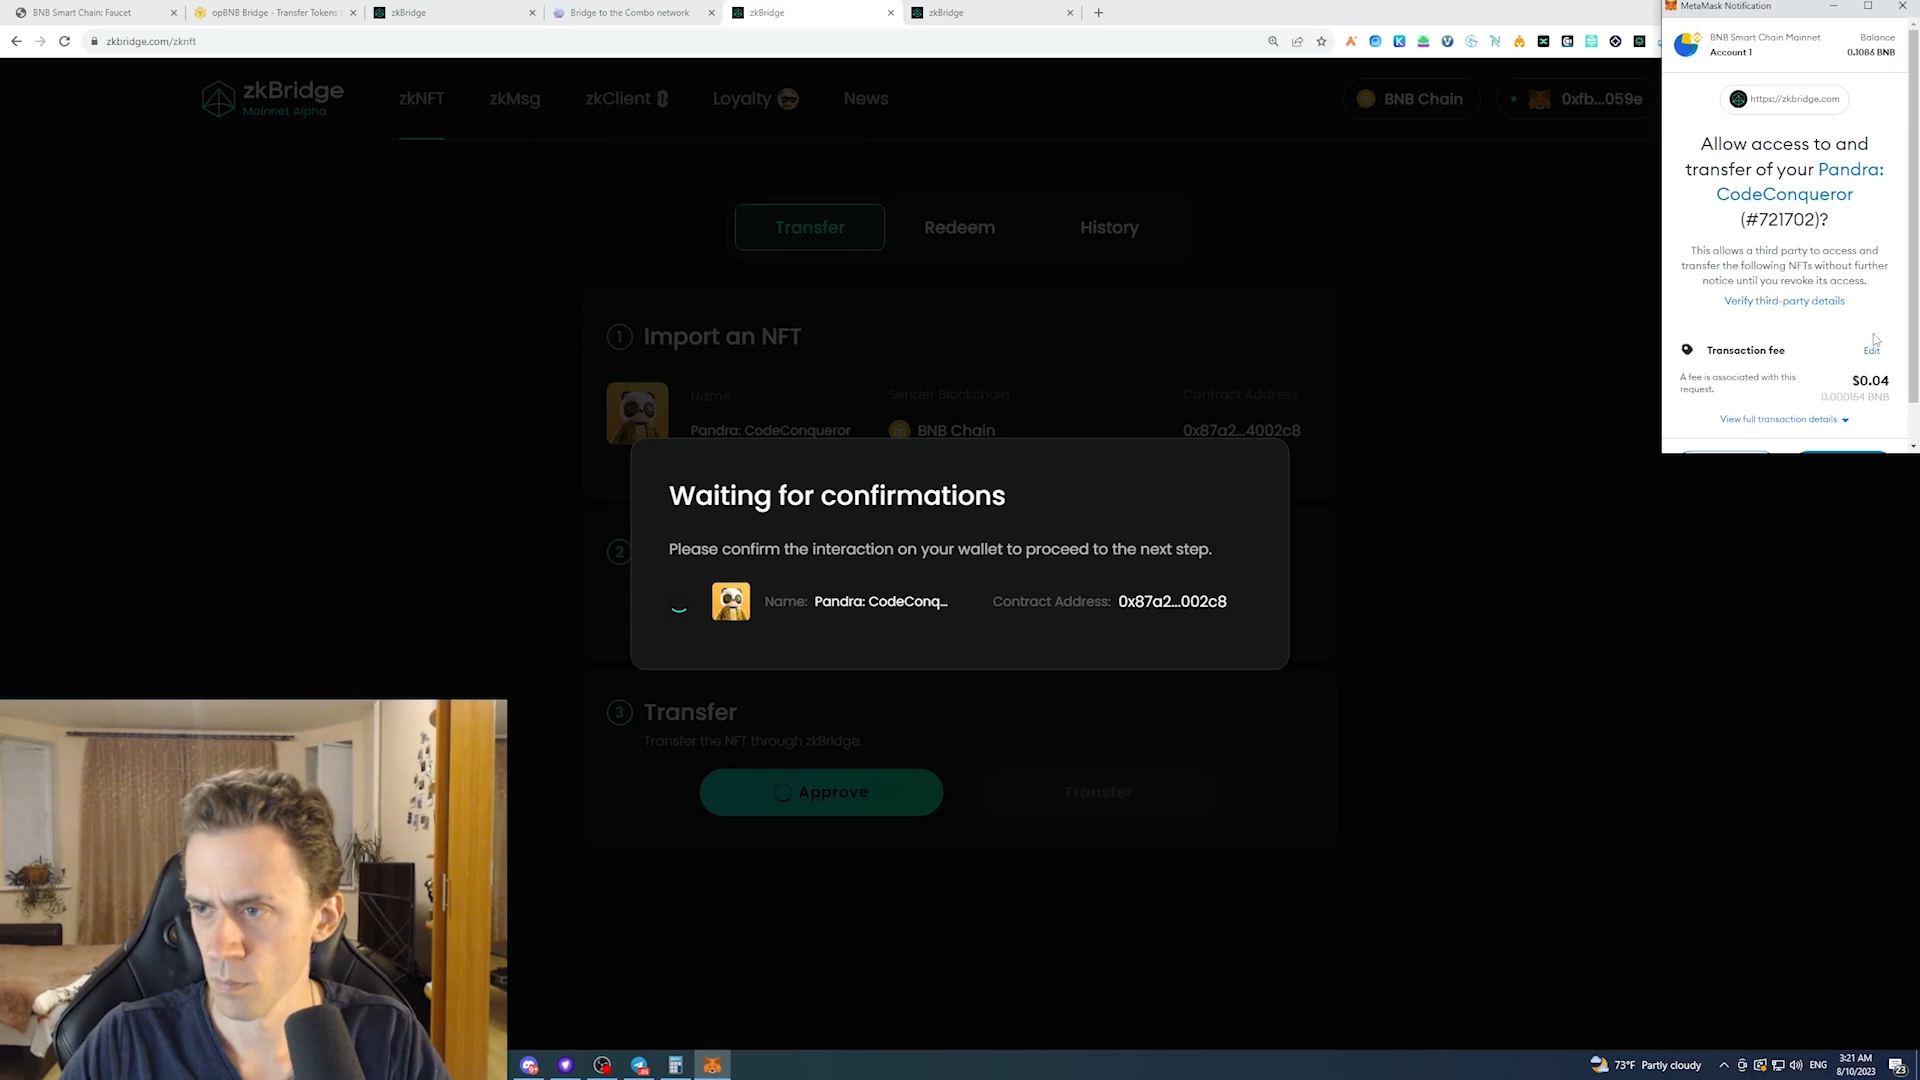 BNB Smart Chain: Faucet
opBNB Bridge - Transfer Tokens
zkBridge
Bridge to the Combo network
zkBridge
zkBridge
zkbridge.com/zknft
zkBridge
Mainnet Alpha
zkNFT
zkMsg
zkClient
Loyalty
News
BNB Chain
0xfb...059e
Transfer
Redeem
History
1
Import an NFT
Name
Sender Blockchain
Contract Address
Pandra: CodeConqueror
BNB Chain
0x87a2...4002c8
Waiting for confirmations
Please confirm the interaction on your wallet to proceed to the next step.
Name: Pandra: CodeConq...
Contract Address: 0x87a2...002c8
2
3
Transfer
Transfer the NFT through zkBridge.
Approve
Transfer
MetaMask Notification
BNB Smart Chain Mainnet
Balance
Account 1
0.1086 BNB
https://zkbridge.com
Allow access to and
transfer of your Pandra:
CodeConqueror
(#721702)?
This allows a third party to access and
transfer the following NFTs without further
notice until you revoke its access.
Verify third-party details
Transaction fee
Edit
A fee is associated with this
request.
$0.04
0.000154 BNB
View full transaction details
73°F Partly cloudy
ENG
3:21 AM
8/10/2023
23